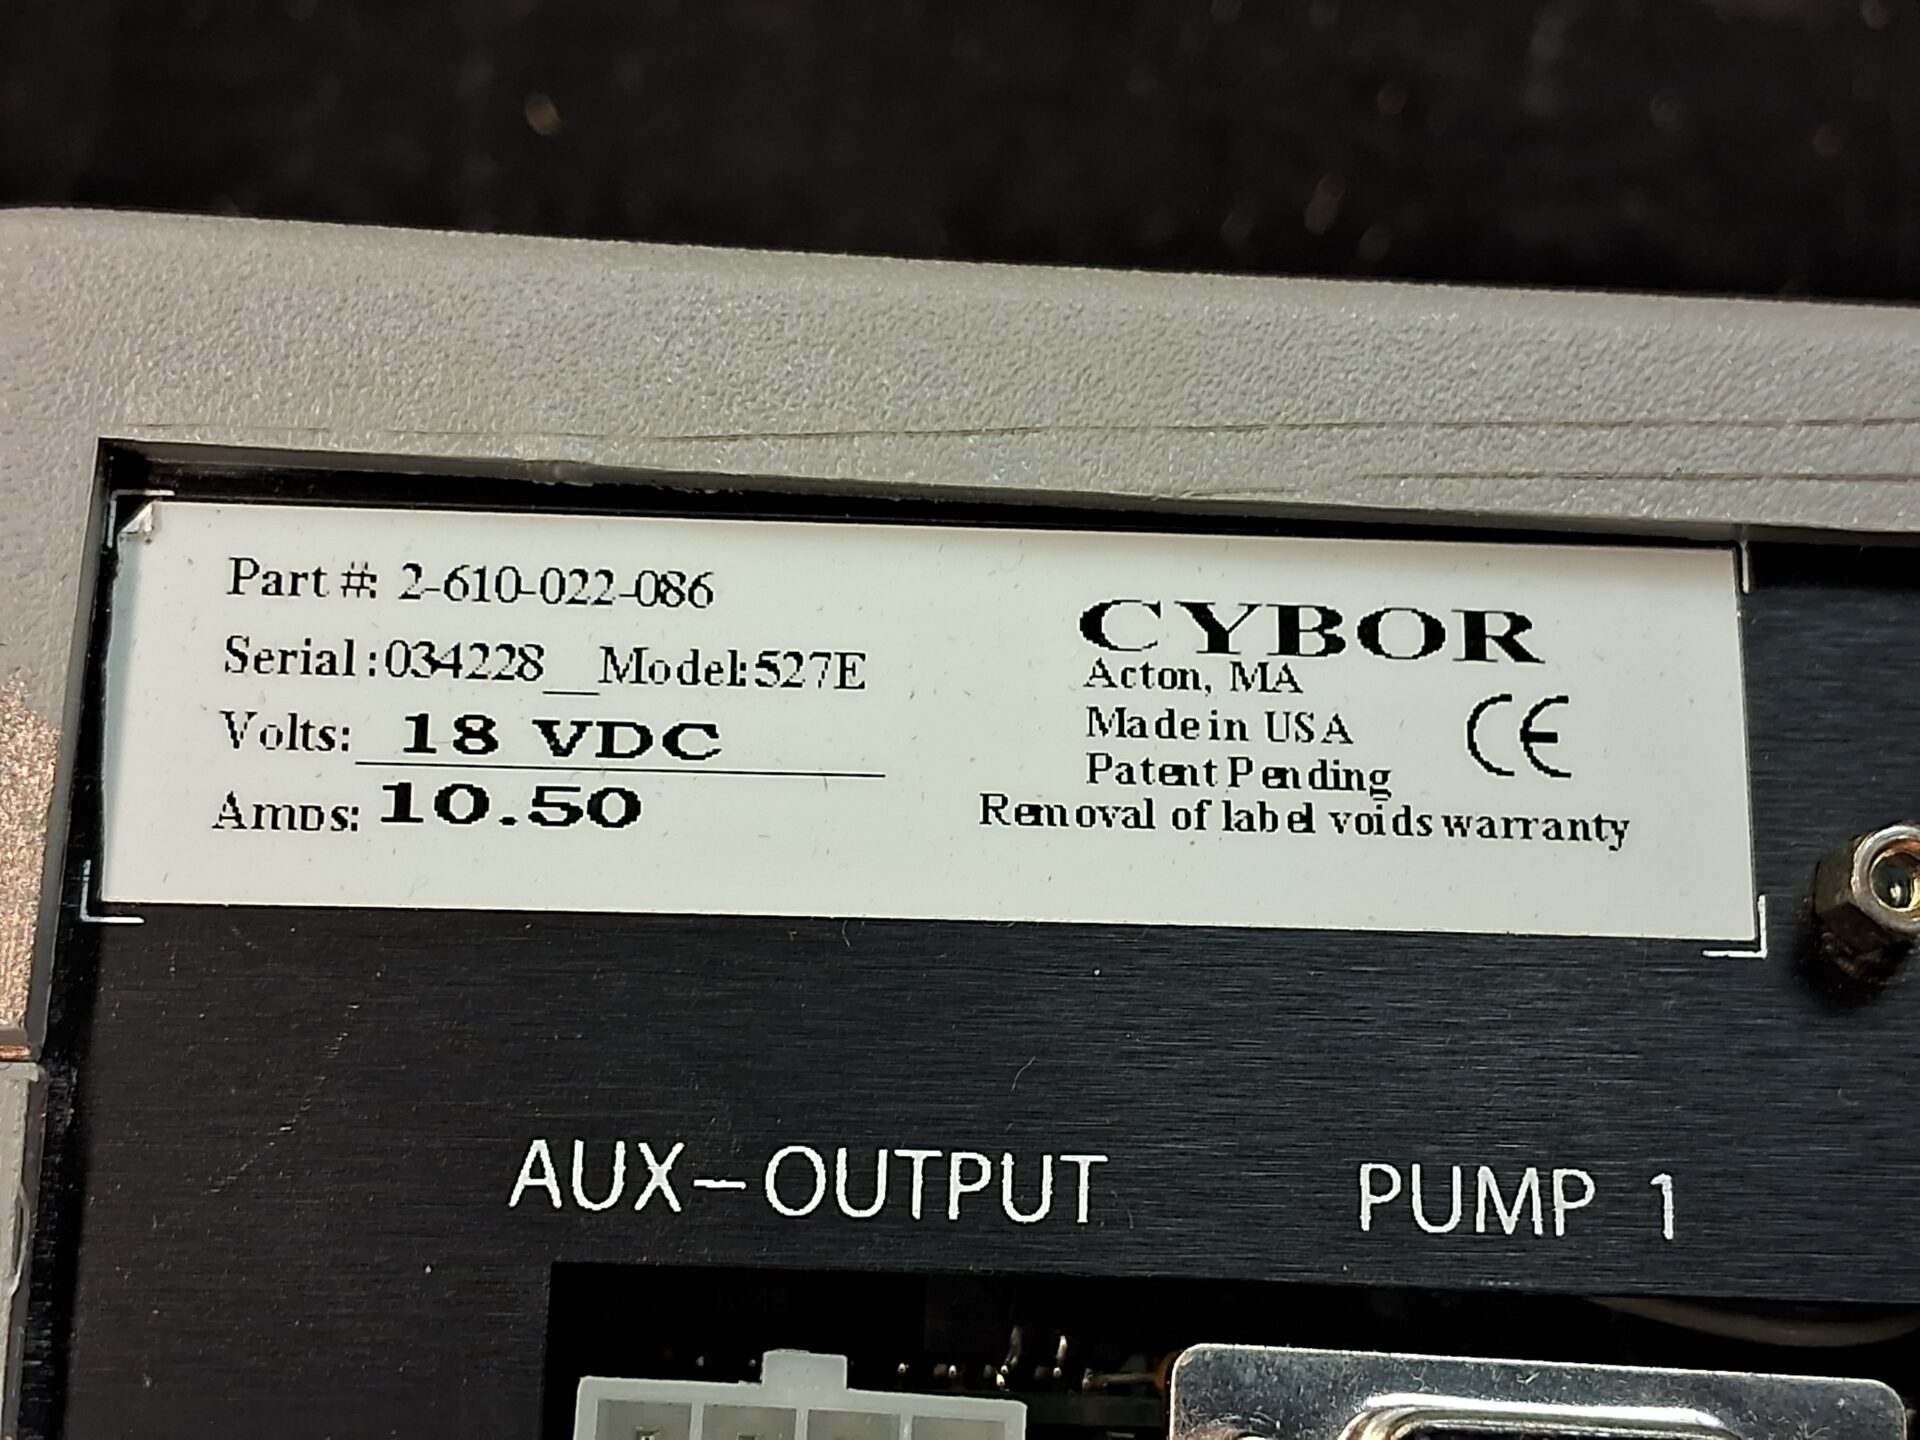 Part #: 2-610-022-086
Serial:034228__Model:527E
Volts: 18 VDC
Amps: 10.50
CYBOR
Acton, MA
Made in USA
Patent Pending
CE
Removal of label voids warranty
AUX-OUTPUT
PUMP 1